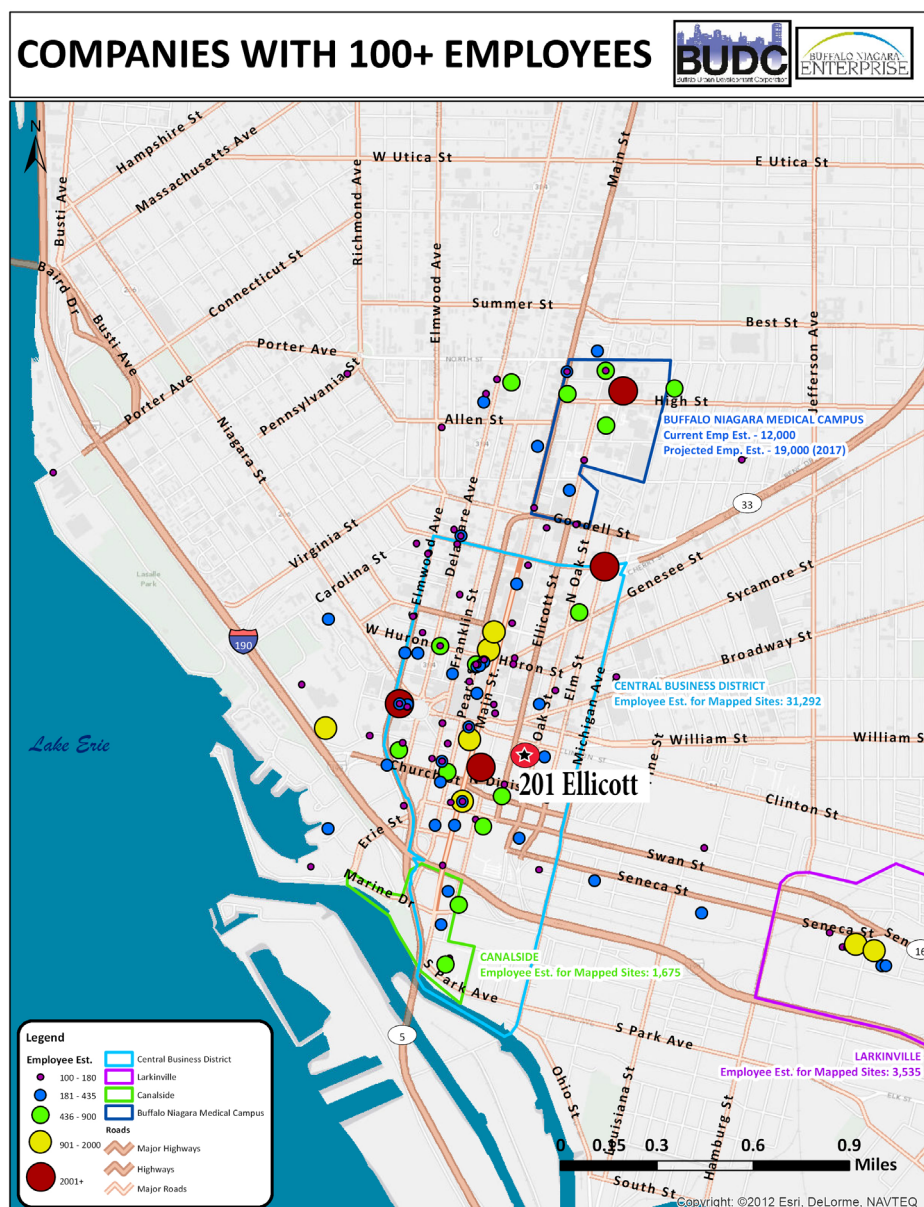 COMPANIES WITH 100+ EMPLOYEES
BUDC
Buffalo Urban Development Corporation
BUFFALO NIAGARA
ENTERPRISE
N
Hampshire St
Massachusetts Ave
W Utica St
E Utica St
Main St
Busti Ave
Richmond Ave
Elmwood Ave
Connecticut St
Baird Dr
Busti Ave
Summer St
Best St
Jefferson Ave
Porter Ave
NORTH ST
Porter Ave
Pennsylvania St
High St
Allen St
BUFFALO NIAGARA MEDICAL CAMPUS
Current Emp Est. - 12,000
Projected Emp. Est. - 19,000 (2017)
Niagara St
Delaware Ave
33
Goodell St
Virginia St
Elmwood Ave
N Oak St
Genesee St
Carolina St
Sycamore St
Lasalle
Park
Franklin St
Ellicott St
W Huron
Huron St
Broadway St
190
Pearl
Main St.
Oak St
Elm St
Michigan Ave
CENTRAL BUSINESS DISTRICT
Employee Est. for Mapped Sites: 31,292
Lake Erie
William St
William S
Church St
201 Ellicott
Clinton St
Erie St
Swan St
Marine Dr
Seneca St
Seneca St
Sen
16
CANALSIDE
Employee Est. for Mapped Sites: 1,675
S Park Ave
S Park Ave
5
LARKINVILLE
Employee Est. for Mapped Sites: 3,535
Ohio St
Louisiana St
Hamburg St
ELK ST
South St
Legend
Employee Est.
100 - 180
181 - 435
436 - 900
901 - 2000
2001+
Central Business District
Larkinville
Canalside
Buffalo Niagara Medical Campus
Roads
Major Highways
Highways
Major Roads
0 0.15 0.3 0.6 0.9
Miles
Copyright: ©2012 Esri, DeLorme, NAVTEQ